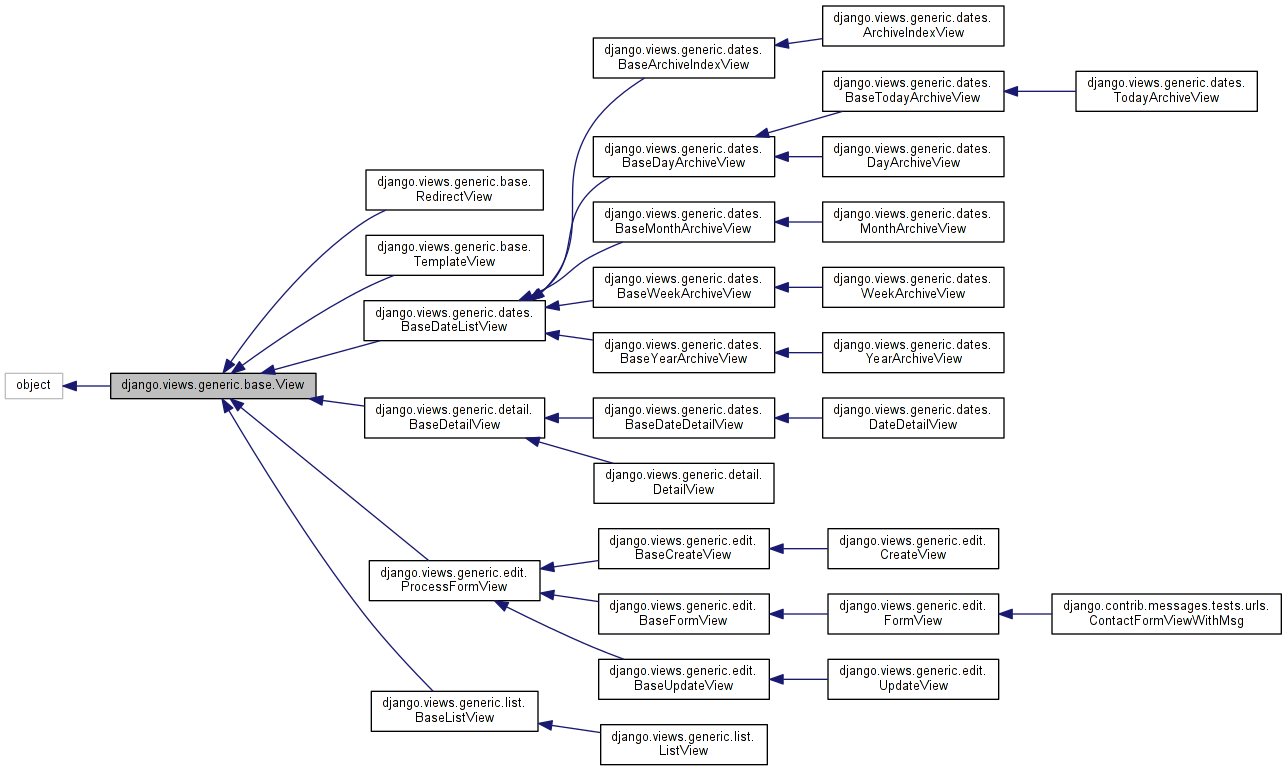 object
django.views.generic.base.View
django.views.generic.base.
RedirectView
django.views.generic.base.
TemplateView
django.views.generic.dates.
BaseDateListView
django.views.generic.detail.
BaseDetailView
django.views.generic.edit.
ProcessFormView
django.views.generic.list.
BaseListView
django.views.generic.dates.
BaseArchiveIndexView
django.views.generic.dates.
BaseDayArchiveView
django.views.generic.dates.
BaseMonthArchiveView
django.views.generic.dates.
BaseWeekArchiveView
django.views.generic.dates.
BaseYearArchiveView
django.views.generic.dates.
BaseDateDetailView
django.views.generic.detail.
DetailView
django.views.generic.edit.
BaseCreateView
django.views.generic.edit.
BaseFormView
django.views.generic.edit.
BaseUpdateView
django.views.generic.list.
ListView
django.views.generic.dates.
ArchiveIndexView
django.views.generic.dates.
BaseTodayArchiveView
django.views.generic.dates.
DayArchiveView
django.views.generic.dates.
MonthArchiveView
django.views.generic.dates.
WeekArchiveView
django.views.generic.dates.
YearArchiveView
django.views.generic.dates.
DateDetailView
django.views.generic.edit.
CreateView
django.views.generic.edit.
FormView
django.views.generic.edit.
UpdateView
django.views.generic.dates.
TodayArchiveView
django.contrib.messages.tests.urls.
ContactFormViewWithMsg